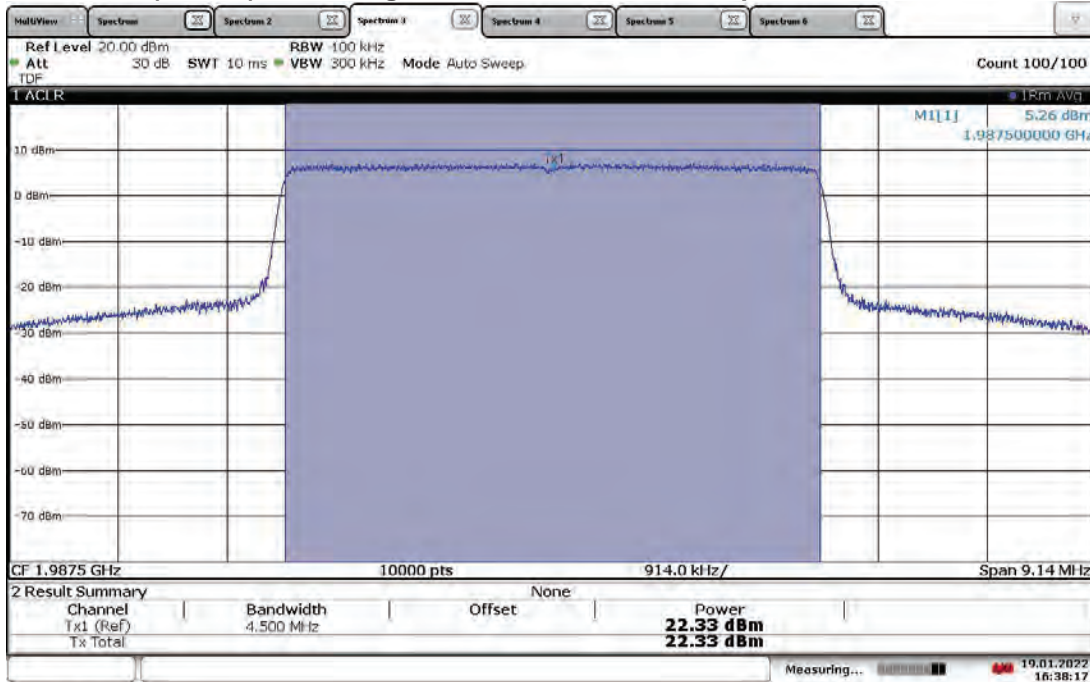 MultiView Spectrum Spectrum 2 Spectrum 3 Spectrum 4 Spectrum 5 Spectrum 6
Ref Level 20.00 dBm RBW 100 kHz
Att 30 dB SWT 10 ms VBW 300 kHz Mode Auto Sweep Count 100/100
TDF
1 ACLR 1Rm Avg
M1[1] 5.26 dBm
1.987500000 GHz
10 dBm
Tx1
0 dBm
-10 dBm
-20 dBm
-30 dBm
-40 dBm
-50 dBm
-60 dBm
-70 dBm
CF 1.9875 GHz 10000 pts 914.0 kHz/ Span 9.14 MHz
2 Result Summary None
Channel Bandwidth Offset Power
Tx1 (Ref) 4.500 MHz 22.33 dBm
Tx Total 22.33 dBm
Measuring... 19.01.2022
16:38:17